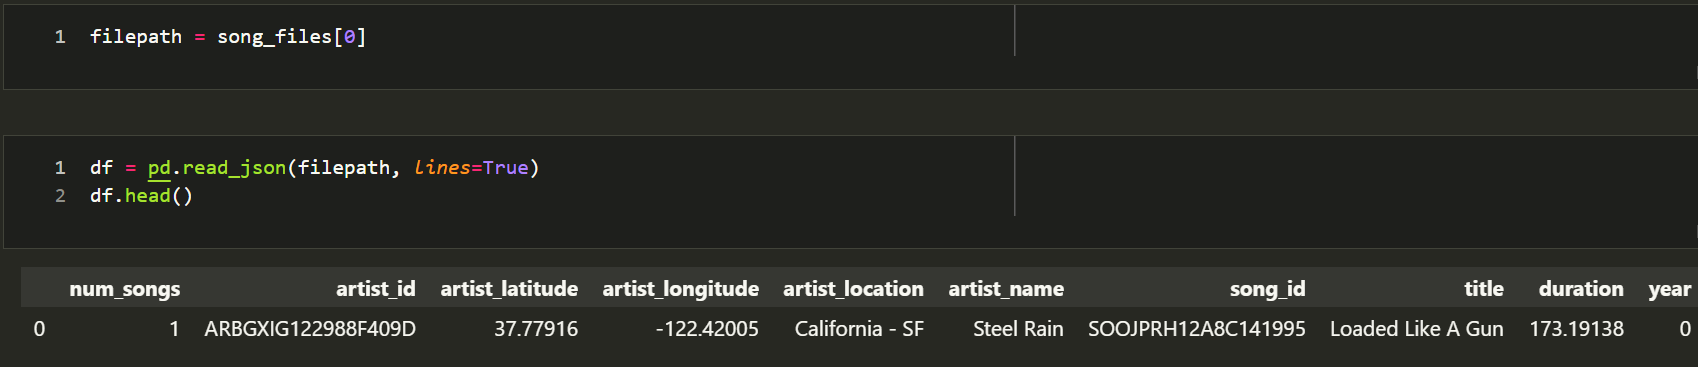 1 filepath = song_files[0]
1 df = pd.read_json(filepath, lines=True)
2 df.head()
num_songs artist_id artist_latitude artist_longitude artist_location artist_name song_id title duration year
0 1 ARBGXIG122988F409D 37.77916 -122.42005 California - SF Steel Rain SOOJPRH12A8C141995 Loaded Like A Gun 173.19138 0